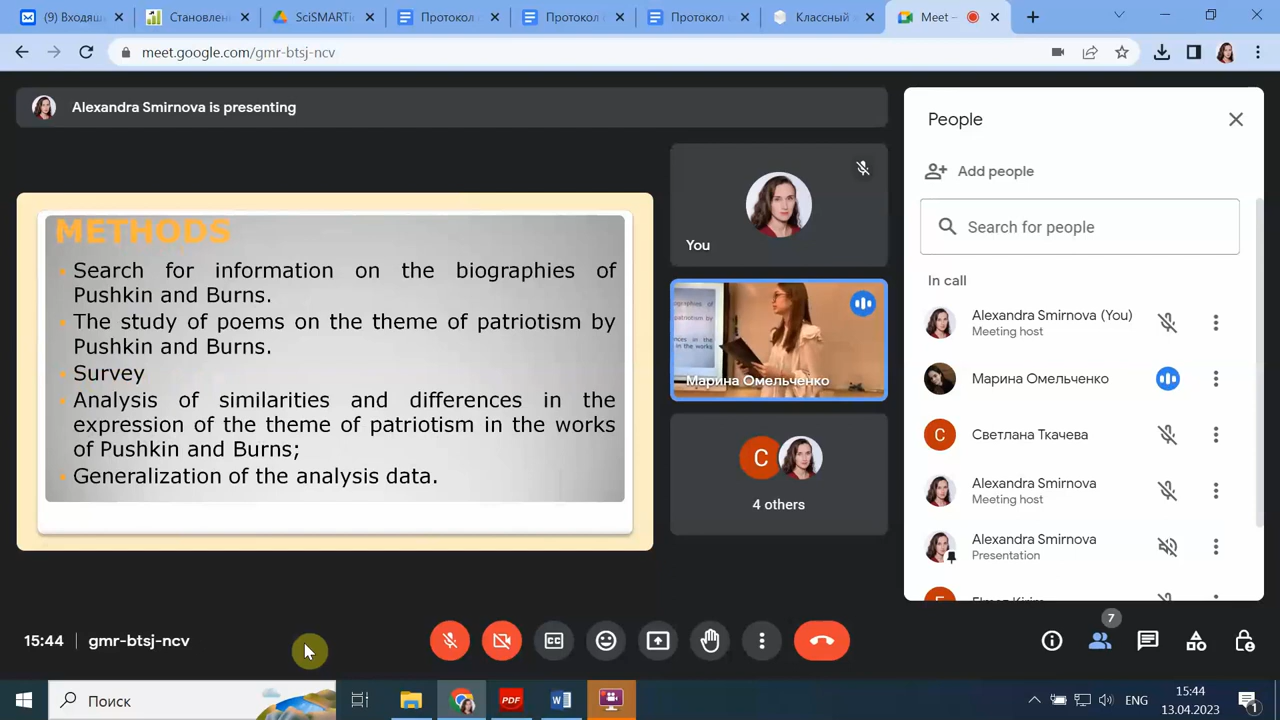 (9) Входящ
Становлен
SciSMARTi
Протокол
Протокол
Протокол
Классный
Meet –
meet.google.com/gmr-btsj-ncv
Alexandra Smirnova is presenting
METHODS
Search for information on the biographies of
Pushkin and Burns.
The study of poems on the theme of patriotism by
Pushkin and Burns.
Survey
Analysis of similarities and differences in the
expression of the theme of patriotism in the works
of Pushkin and Burns;
Generalization of the analysis data.
You
Марина Омельченко
C
4 others
People
Add people
Search for people
In call
Alexandra Smirnova (You)
Meeting host
Марина Омельченко
C
Светлана Ткачева
Alexandra Smirnova
Meeting host
Alexandra Smirnova
Presentation
15:44
gmr-btsj-ncv
7
Поиск
PDF
ENG
15:44
13.04.2023
1